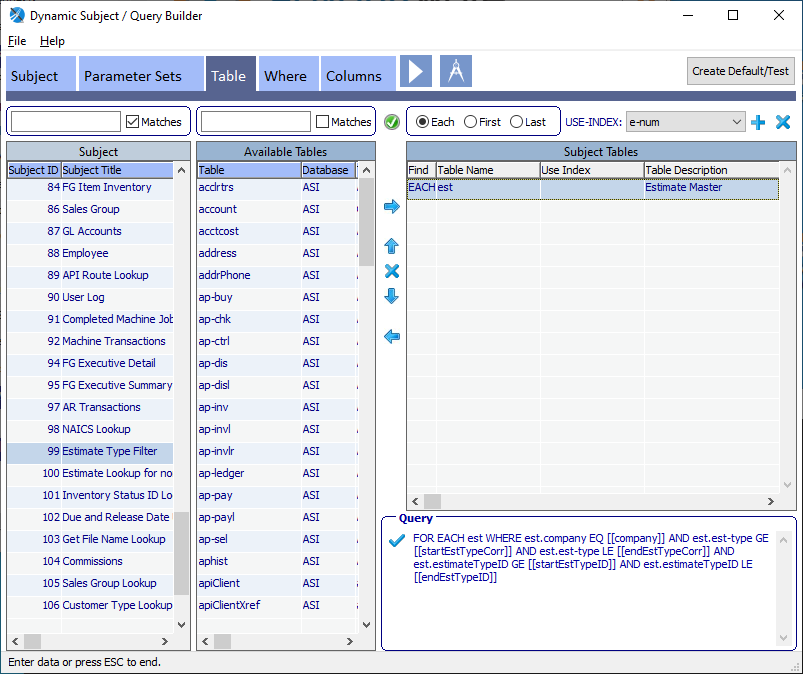 Dynamic Subject / Query Builder
File Help
Subject Parameter Sets Table Where Columns Create Default/Test
Matches Matches Each First Last USE-INDEX: e-num
Subject
Subject ID Subject Title
84 FG Item Inventory
86 Sales Group
87 GL Accounts
88 Employee
89 API Route Lookup
90 User Log
91 Completed Machine Job
92 Machine Transactions
94 FG Executive Detail
95 FG Executive Summary
97 AR Transactions
98 NAICS Lookup
99 Estimate Type Filter
100 Estimate Lookup for no
101 Inventory Status ID Lo
102 Due and Release Date
103 Get File Name Lookup
104 Commissions
105 Sales Group Lookup
106 Customer Type Lookup
Available Tables
Table Database
acclrtrs ASI
account ASI
acctcost ASI
address ASI
addrPhone ASI
ap-buy ASI
ap-chk ASI
ap-ctrl ASI
ap-dis ASI
ap-disl ASI
ap-inv ASI
ap-invl ASI
ap-invlr ASI
ap-ledger ASI
ap-pay ASI
ap-payl ASI
ap-sel ASI
aphist ASI
apiClient ASI
apiClientXref ASI
Subject Tables
Find Table Name Use Index Table Description
EACH est Estimate Master
Query
FOR EACH est WHERE est.company EQ [[company]] AND est.est-type GE
[[startEstTypeCorr]] AND est.est-type LE [[endEstTypeCorr]] AND
est.estimateTypeID GE [[startEstTypeID]] AND est.estimateTypeID LE
[[endEstTypeID]]
Enter data or press ESC to end.